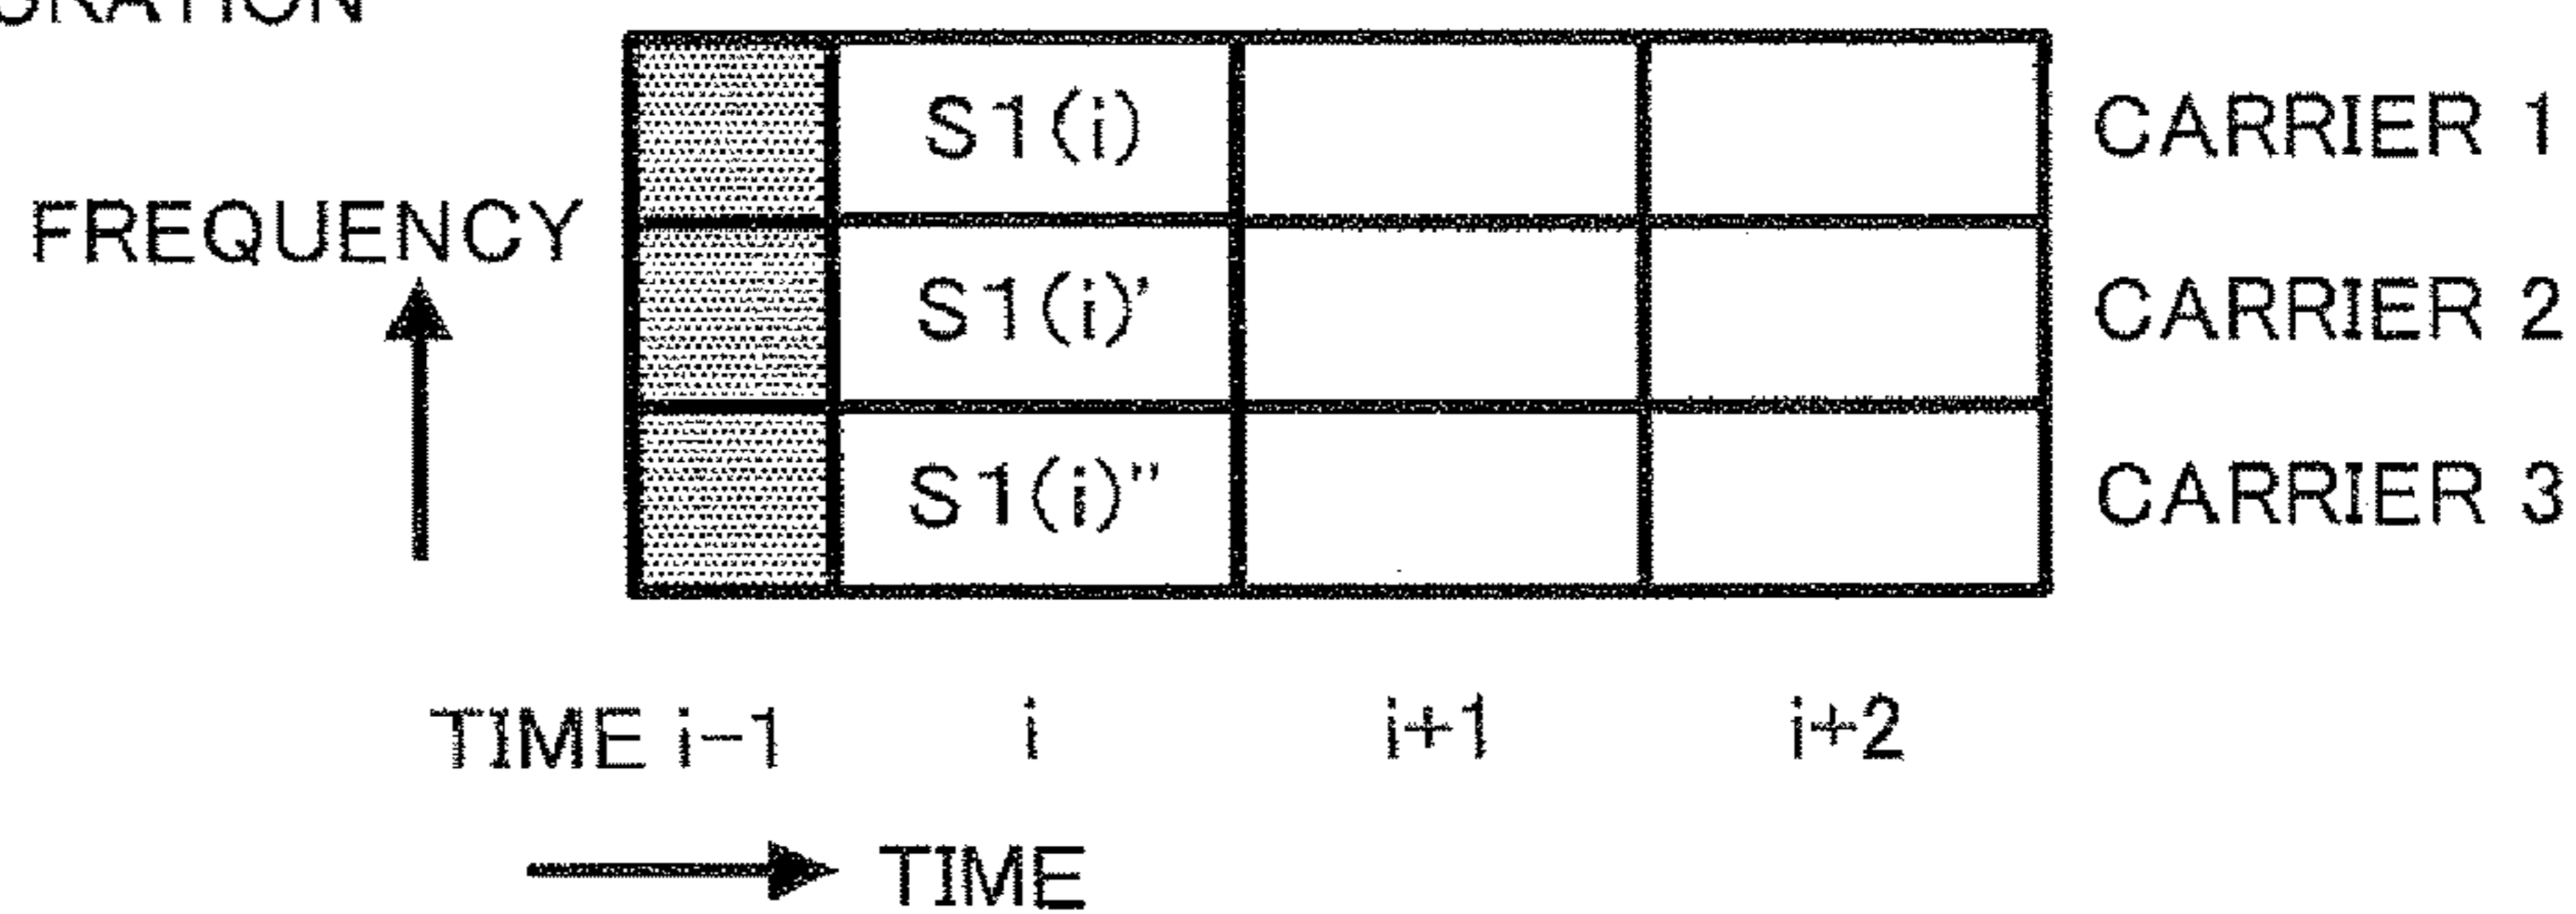 S1(i) CARRIER 1
FREQUENCY
S1(i)' CARRIER 2
S1(i)'' CARRIER 3
TIME i-1 i i+1 i+2
TIME